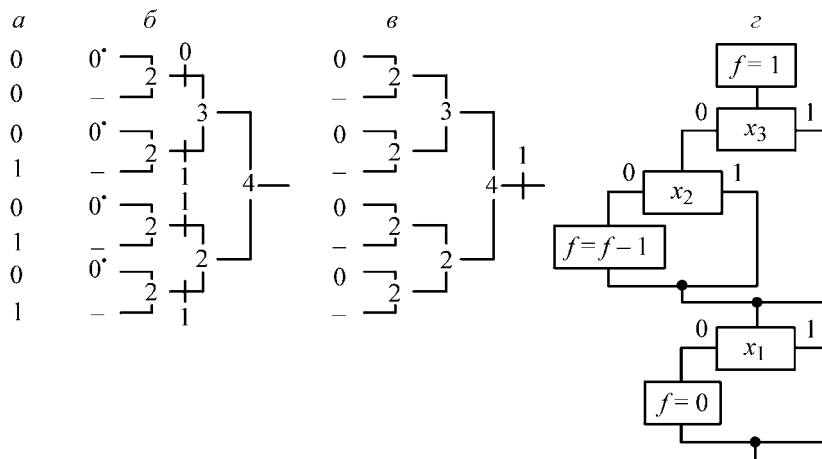 а б в г
0 0• 0 0 f = 1
2 2
0 – – 0 1
3 3 x3
0 0• 0 0 1
2 2 x2
1 – 1 – 1
1 4 4
0 0• 0 f = f – 1
2 2
1 – – 0 1
2 2 x1
0 0• 0
2 2 f = 0
1 – 1 –